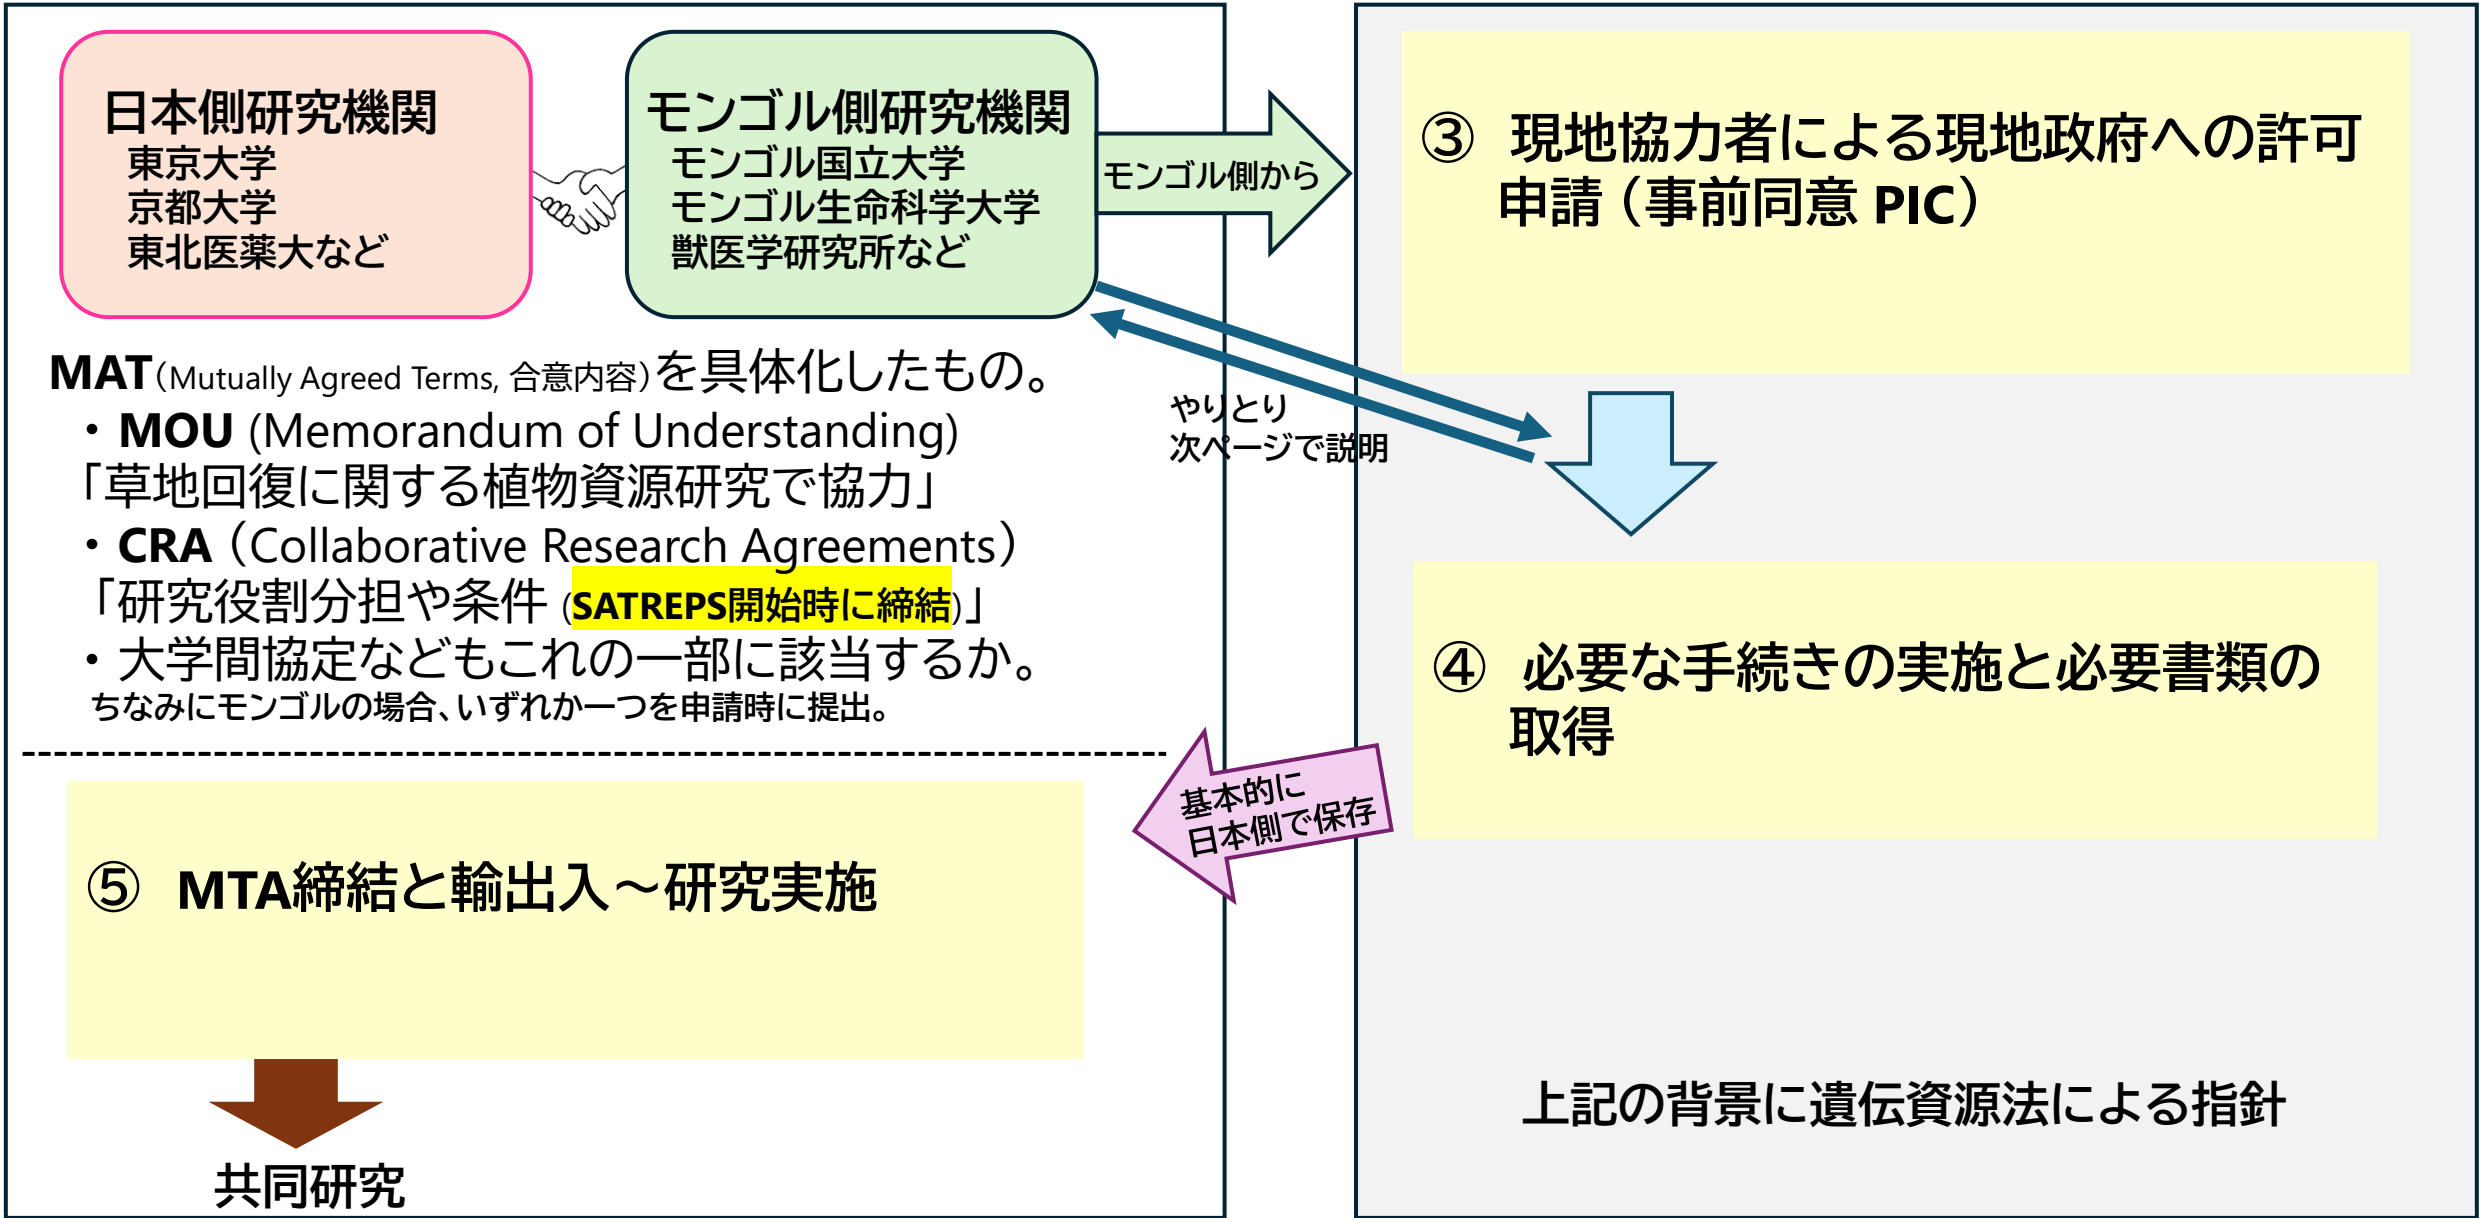 日本側研究機関
東京大学
京都大学
東北医薬大など
モンゴル側研究機関
モンゴル国立大学
モンゴル生命科学大学
獣医学研究所など
モンゴル側から
MAT（Mutually Agreed Terms, 合意内容）を具体化したもの。
・MOU (Memorandum of Understanding)
「草地回復に関する植物資源研究で協力」
・CRA（Collaborative Research Agreements）
「研究役割分担や条件 (SATREPS開始時に締結)」
・大学間協定などもこれの一部に該当するか。
ちなみにモンゴルの場合、いずれか一つを申請時に提出。
やりとり
次ページで説明
③ 現地協力者による現地政府への許可
申請（事前同意 PIC）
④ 必要な手続きの実施と必要書類の
取得
基本的に
日本側で保存
⑤ MTA締結と輸出入～研究実施
共同研究
上記の背景に遺伝資源法による指針